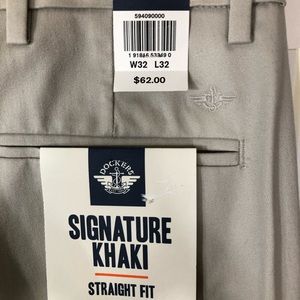 594090000
W32 L32
$62.00
DOCKERS
SIGNATURE
KHAKI
STRAIGHT FIT